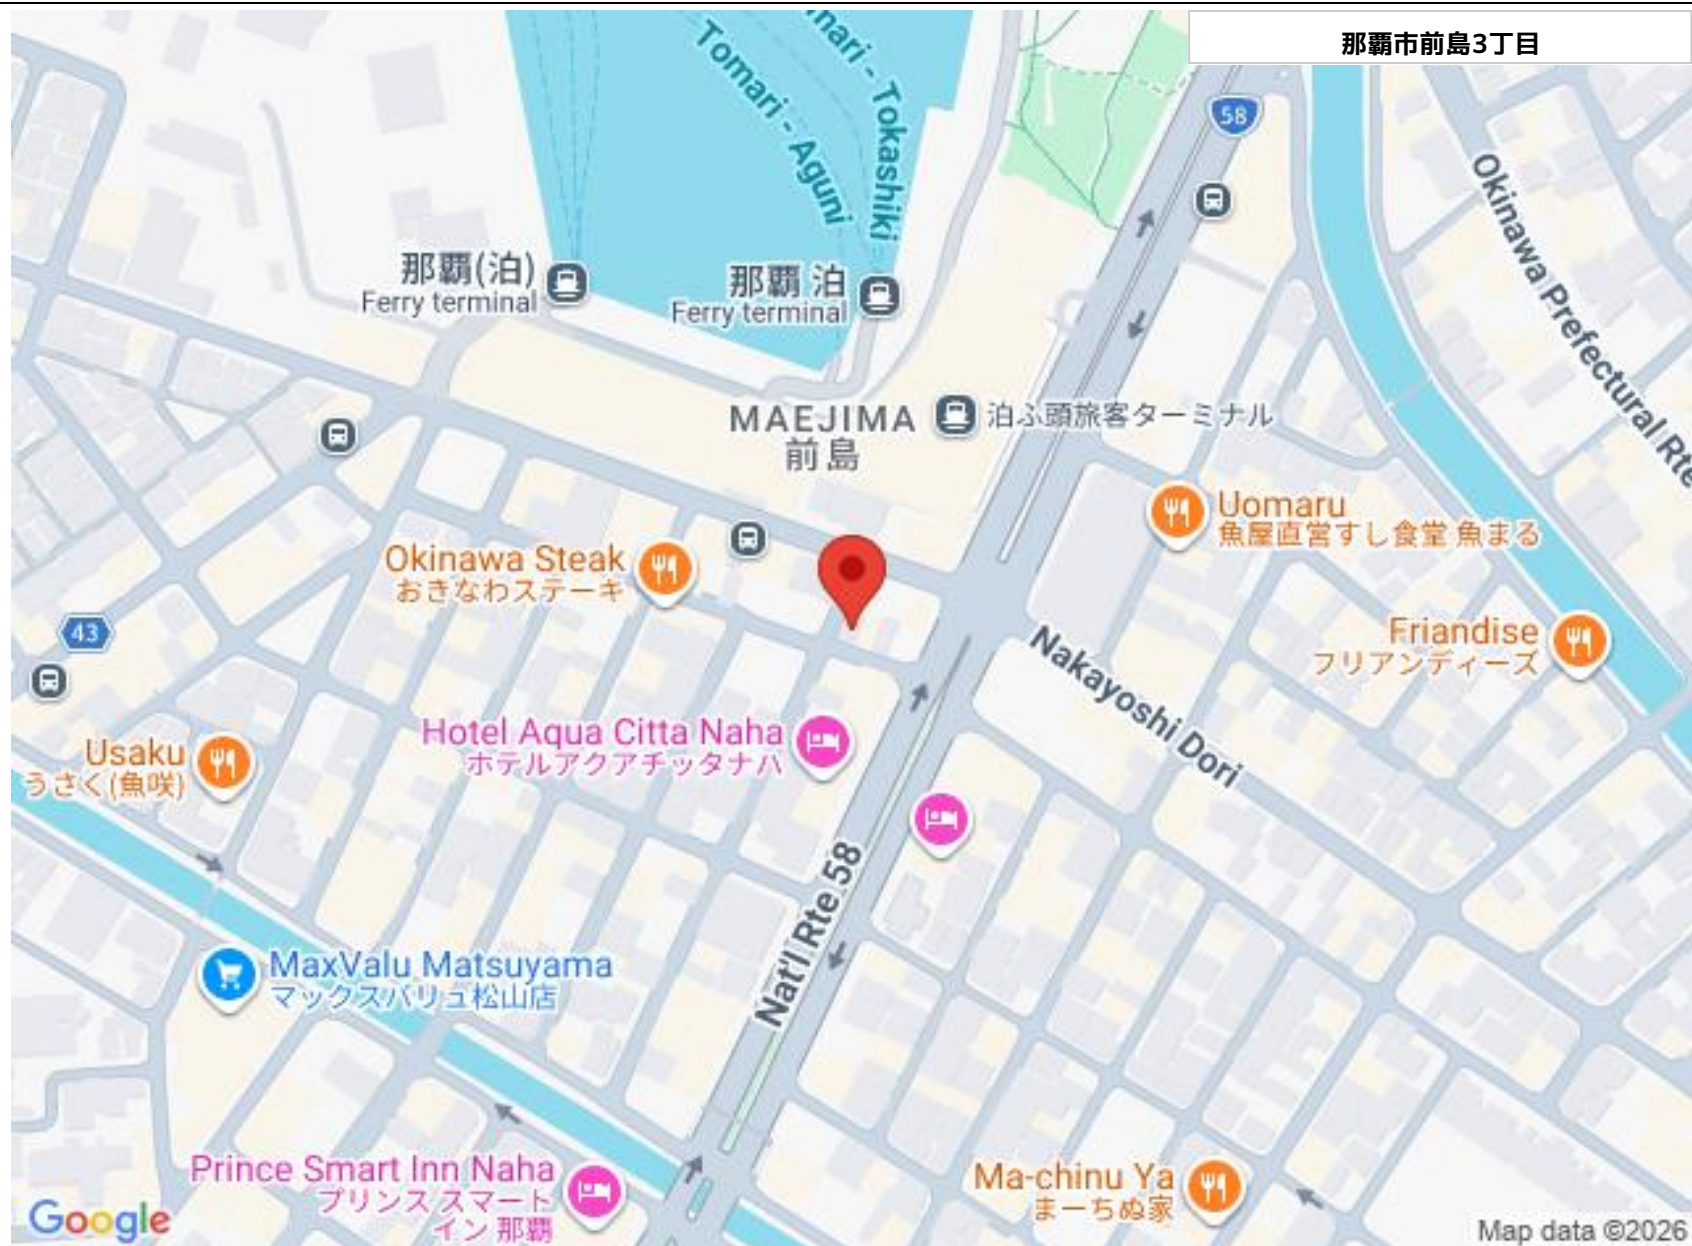 那覇市前島3丁目
Tomari - Tokashiki
Tomari - Aguni
58
Okinawa Prefectural Rte
那覇(泊)
Ferry terminal
那覇 泊
Ferry terminal
MAEJIMA
前島
泊ふ頭旅客ターミナル
Uomaru
魚屋直営すし食堂 魚まる
Okinawa Steak
おきなわステーキ
43
Friandise
フリアンディーズ
Nakayoshi Dori
Hotel Aqua Citta Naha
ホテルアクアチッタナハ
Usaku
うさく(魚咲)
Nat'l Rte 58
MaxValu Matsuyama
マックスバリュ松山店
Prince Smart Inn Naha
プリンス スマート
イン 那覇
Ma-chinu Ya
まーちぬ家
Google
Map data ©2026